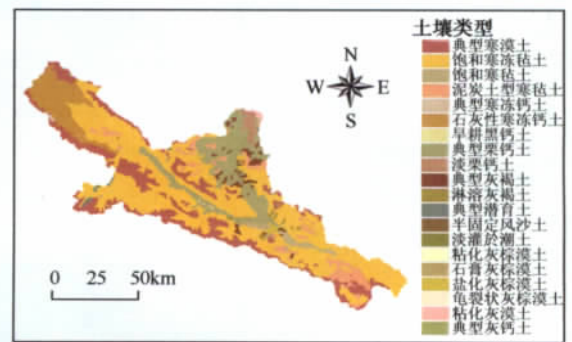 土壤类型
N
W E
S
典型寒漠土
饱和寒冻毡土
饱和寒毡土
泥炭土型寒毡土
典型寒冻钙土
石灰性寒冻钙土
旱耕黑钙土
典型栗钙土
淡栗钙土
典型灰褐土
淋溶灰褐土
典型潜育土
半固定风沙土
淡灌於潮土
粘化灰棕漠土
石膏灰棕漠土
盐化灰棕漠土
龟裂状灰棕漠土
粘化灰漠土
典型灰钙土
0 25 50km